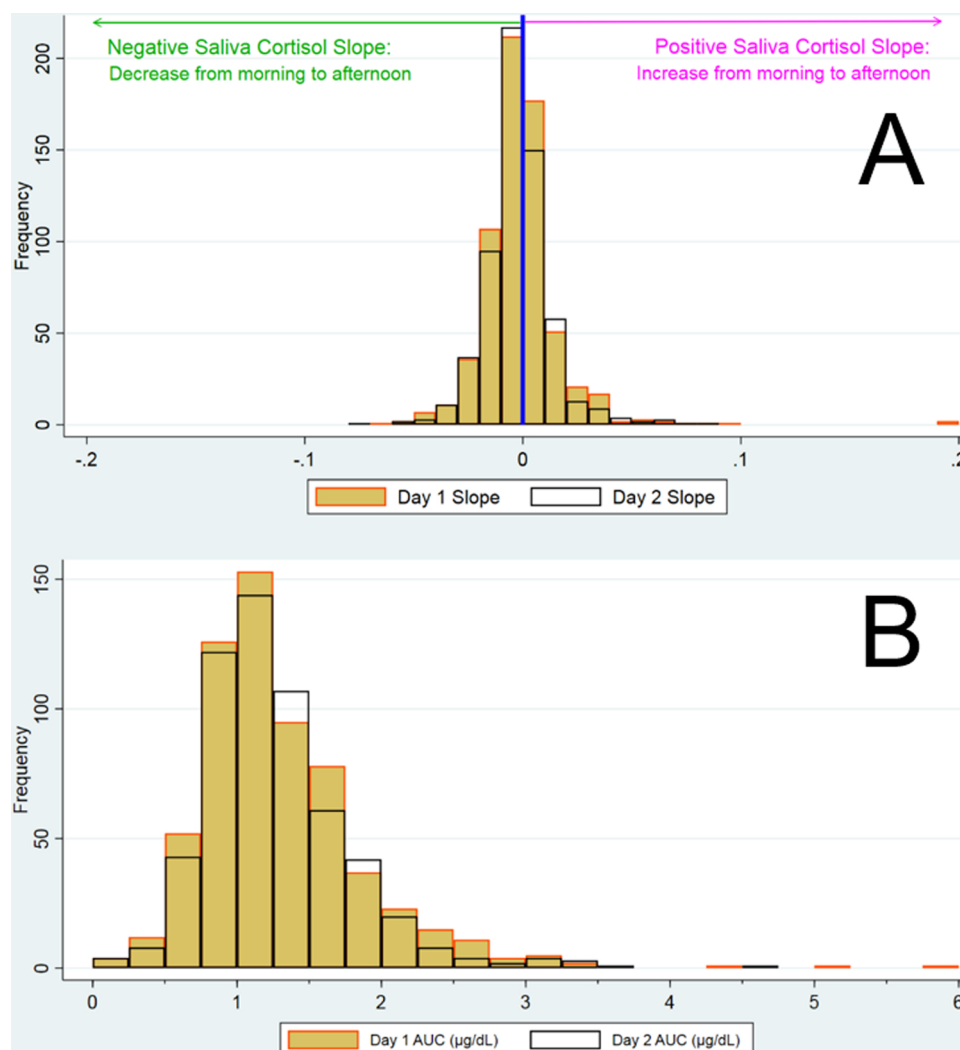 Negative Saliva Cortisol Slope:
Decrease from morning to afternoon
Positive Saliva Cortisol Slope:
Increase from morning to afternoon
A
Frequency
200
150
100
50
0
-.2
-.1
0
.1
.2
Day 1 Slope
Day 2 Slope
B
Frequency
150
100
50
0
0
1
2
3
4
5
6
Day 1 AUC (µg/dL)
Day 2 AUC (µg/dL)